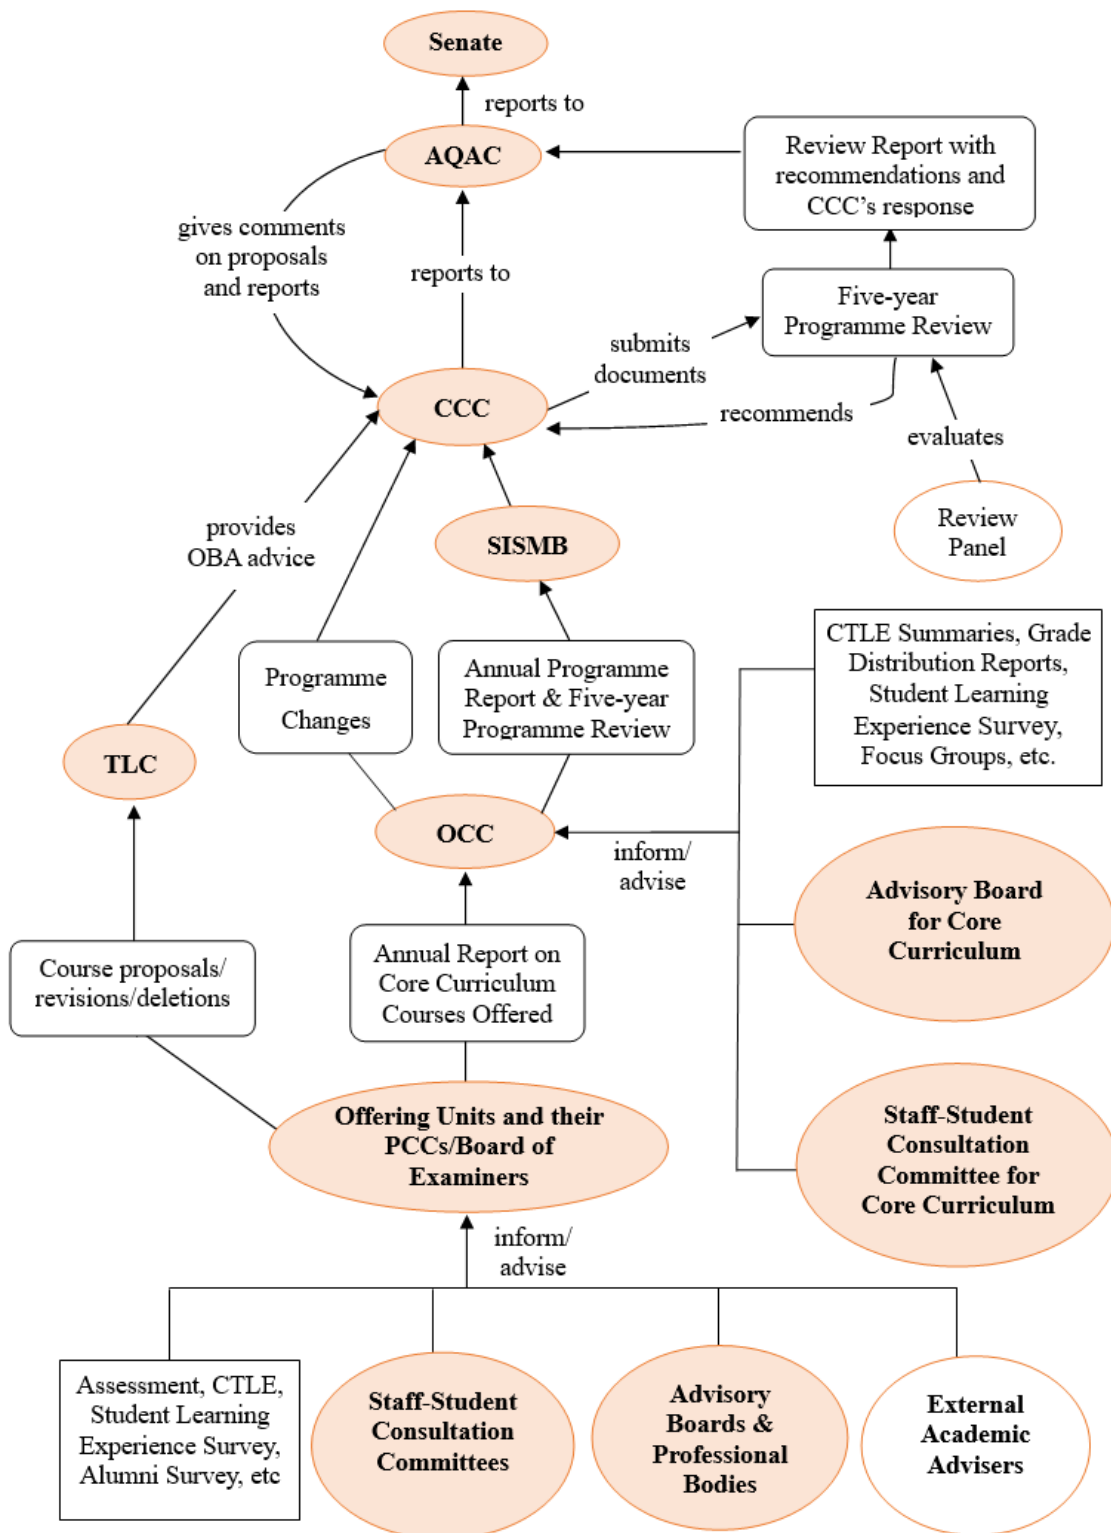 Senate
reports to
AQAC
Review Report with
recommendations and
CCC’s response
gives comments
on proposals
and reports
reports to
Five-year
Programme Review
submits
documents
CCC
recommends
evaluates
provides
OBA advice
SISMB
Review
Panel
CTLE Summaries, Grade
Distribution Reports,
Student Learning
Experience Survey,
Focus Groups, etc.
Programme
Changes
Annual Programme
Report & Five-year
Programme Review
TLC
OCC
inform/
advise
Advisory Board
for Core
Curriculum
Course proposals/
revisions/deletions
Annual Report on
Core Curriculum
Courses Offered
Offering Units and their
PCCs/Board of
Examiners
Staff-Student
Consultation
Committee for
Core Curriculum
inform/
advise
Assessment, CTLE,
Student Learning
Experience Survey,
Alumni Survey, etc
Staff-Student
Consultation
Committees
Advisory
Boards &
Professional
Bodies
External
Academic
Advisers